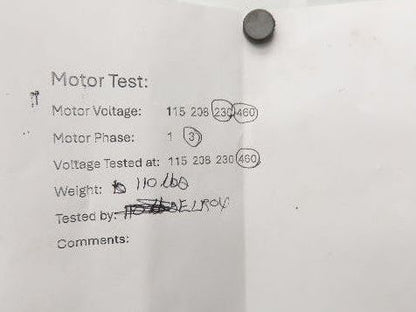 Motor Test:
Motor Voltage: 115 208 230 460
Motor Phase: 1 3
Voltage Tested at: 115 208 230 460
Weight: 110 lbs
Tested by: ELROY
Comments: